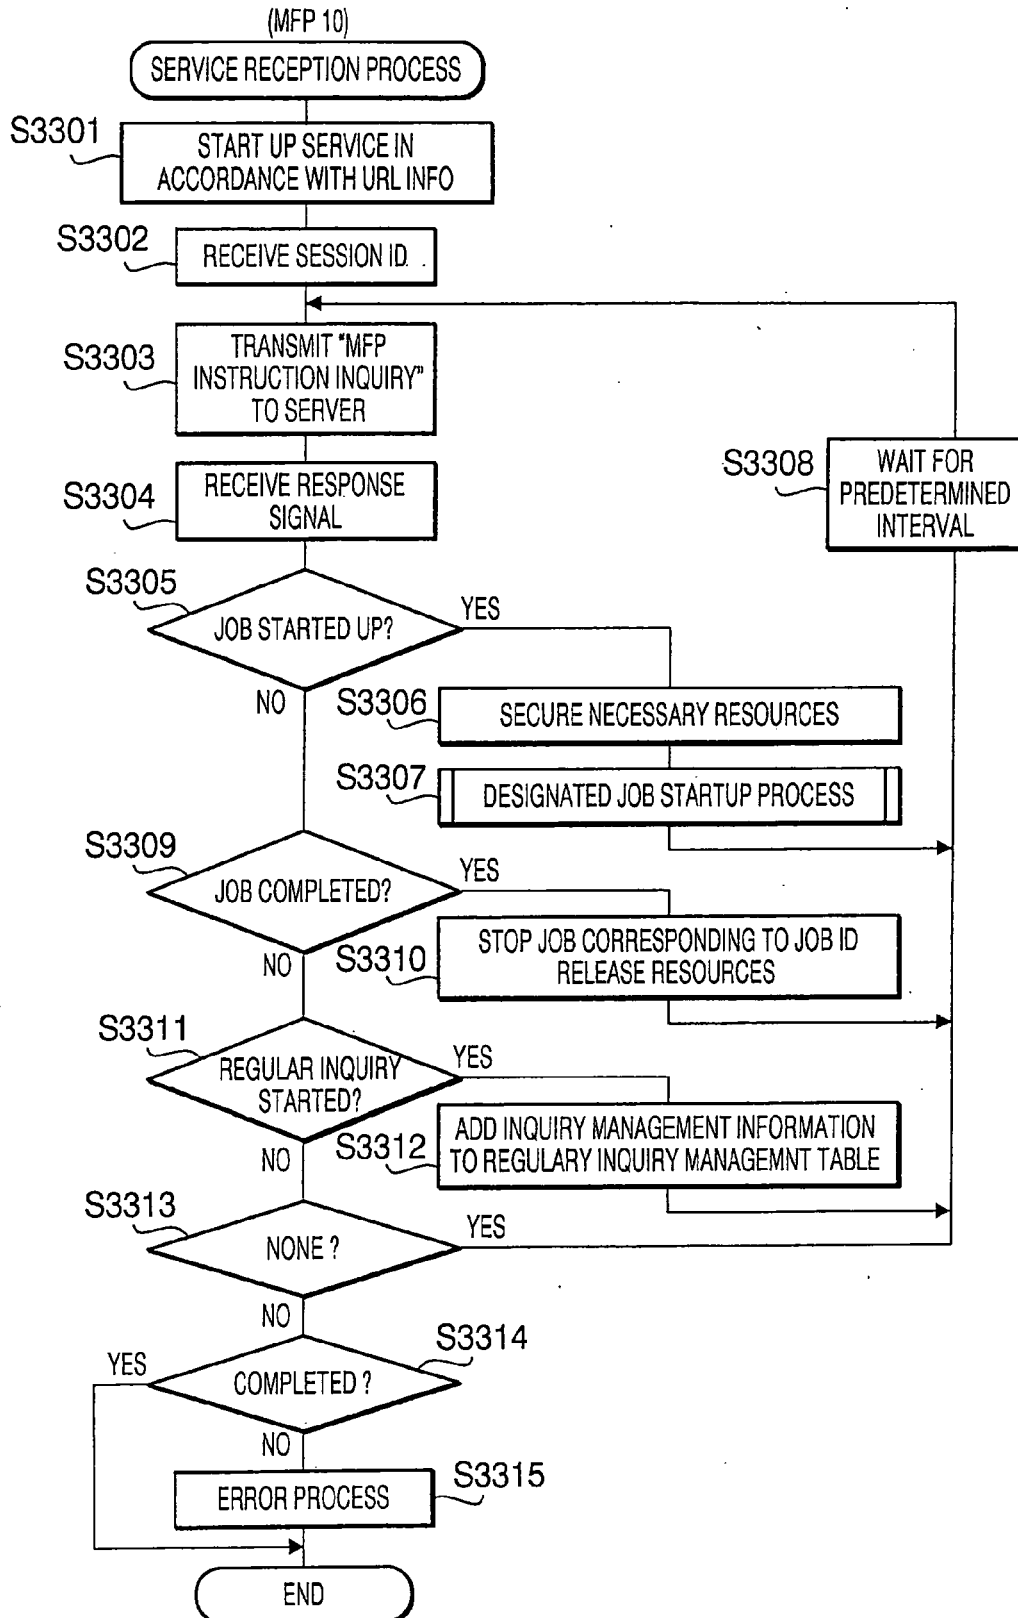 (MFP 10)
SERVICE RECEPTION PROCESS
S3301
START UP SERVICE IN
ACCORDANCE WITH URL INFO
S3302
RECEIVE SESSION ID
S3303
TRANSMIT "MFP
INSTRUCTION INQUIRY"
TO SERVER
S3304
RECEIVE RESPONSE
SIGNAL
S3308
WAIT FOR
PREDETERMINED
INTERVAL
S3305
JOB STARTED UP?
YES
NO
S3306
SECURE NECESSARY RESOURCES
S3307
DESIGNATED JOB STARTUP PROCESS
S3309
JOB COMPLETED?
YES
NO
S3310
STOP JOB CORRESPONDING TO JOB ID
RELEASE RESOURCES
S3311
REGULAR INQUIRY
STARTED?
YES
NO
S3312
ADD INQUIRY MANAGEMENT INFORMATION
TO REGULARY INQUIRY MANAGEMNT TABLE
S3313
NONE ?
YES
NO
S3314
COMPLETED ?
YES
NO
S3315
ERROR PROCESS
END